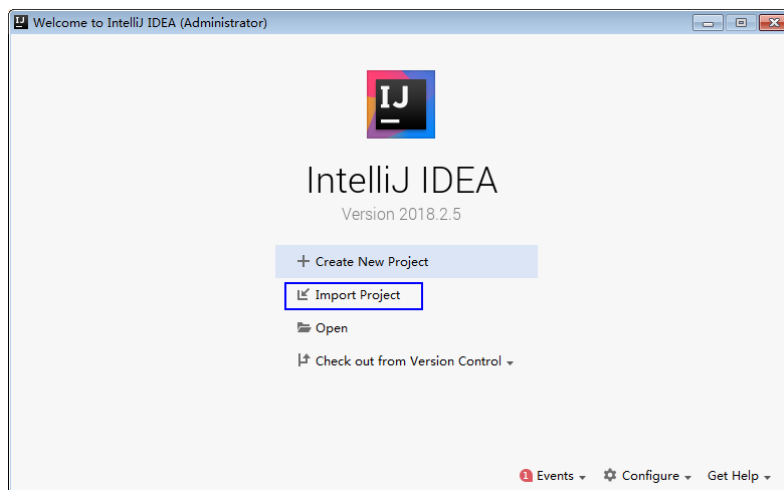 Welcome to IntelliJ IDEA (Administrator)
IJ
IntelliJ IDEA
Version 2018.2.5
Create New Project
Import Project
Open
Check out from Version Control
1 Events Configure Get Help